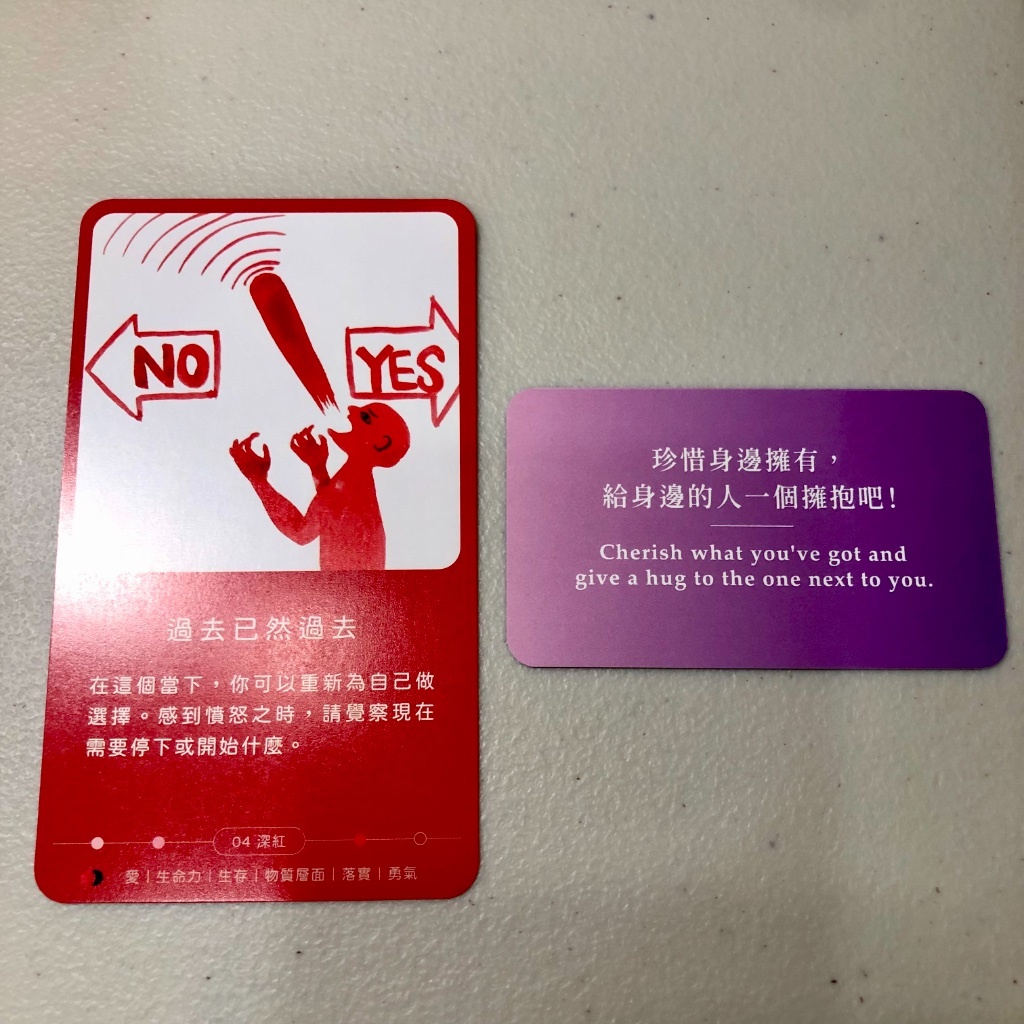 NO
YES
過去已然過去
在這個當下，你可以重新為自己做
選擇。感到憤怒之時，請覺察現在
需要停下或開始什麼。
04 深紅
愛｜生命力｜生存｜物質層面｜落實｜勇氣
珍惜身邊擁有，
給身邊的人一個擁抱吧！
Cherish what you've got and
give a hug to the one next to you.